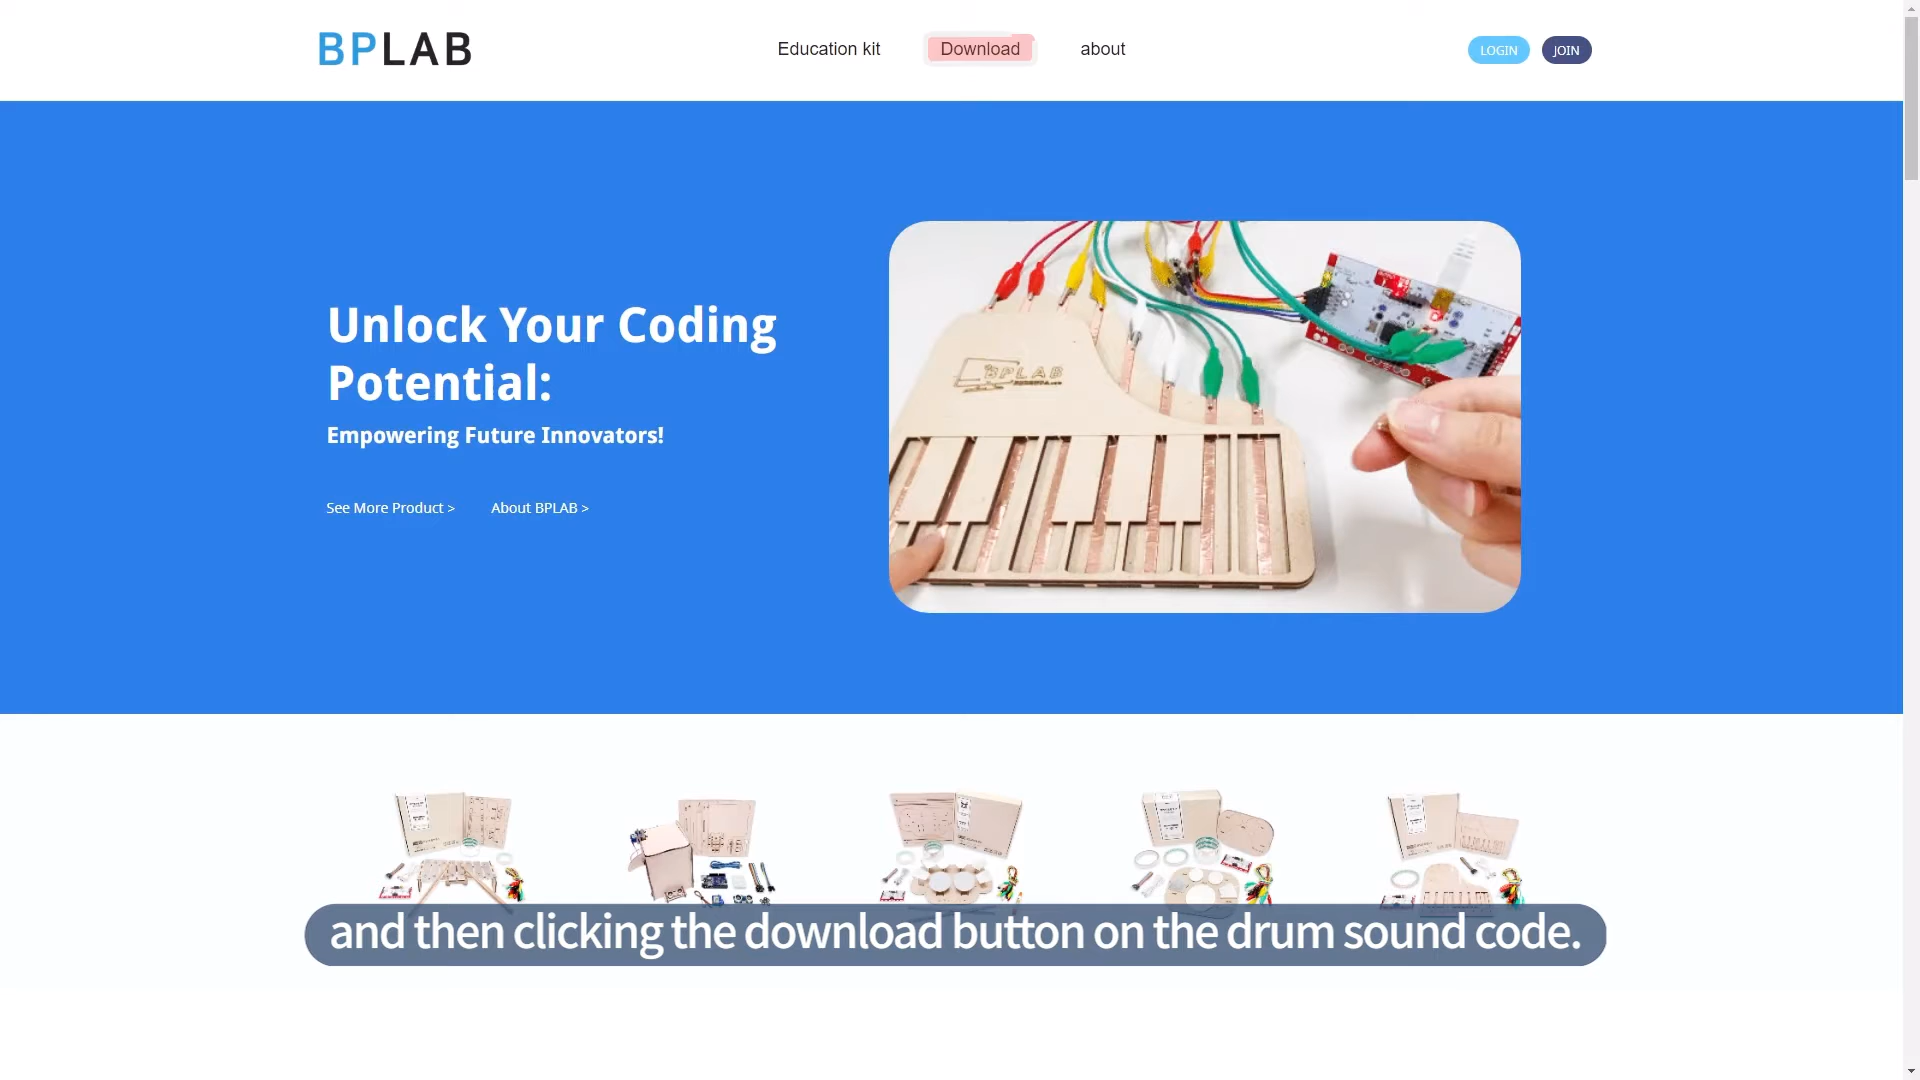 BPLAB
Education kit
Download
about
LOGIN
JOIN
Unlock Your Coding
Potential:
Empowering Future Innovators!
See More Product >
About BPLAB >
BPLAB
and then clicking the download button on the drum sound code.